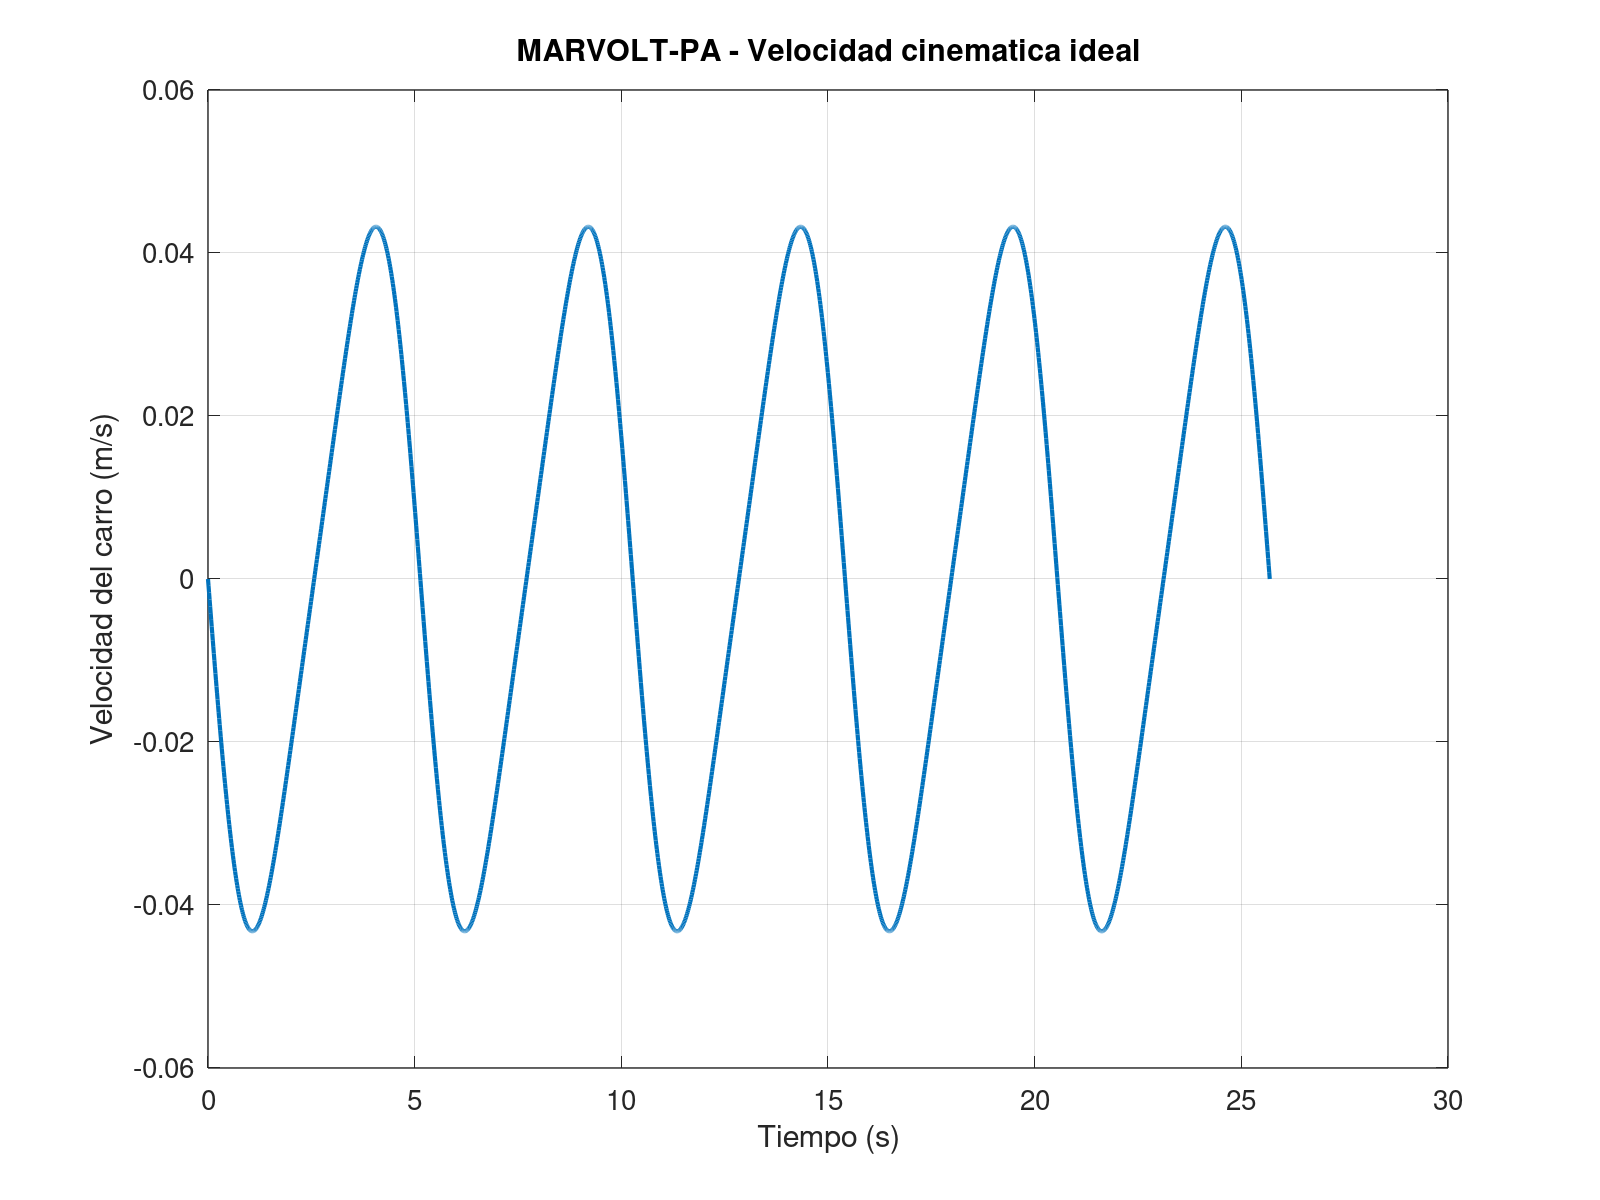 MARVOLT-PA - Velocidad cinematica ideal
0.06
0.04
0.02
0
-0.02
-0.04
-0.06
Velocidad del carro (m/s)
0 5 10 15 20 25 30
Tiempo (s)